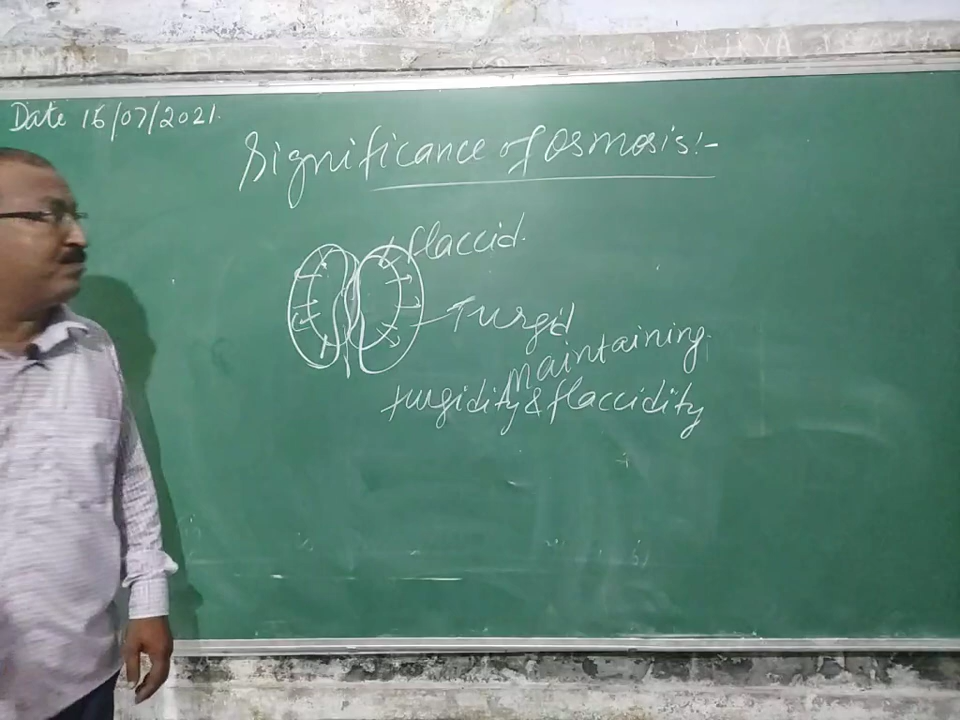 Date 16/07/2021.
Significance of osmosis:-
flaccid.
Turgid
maintaining
turgidity & flaccidity